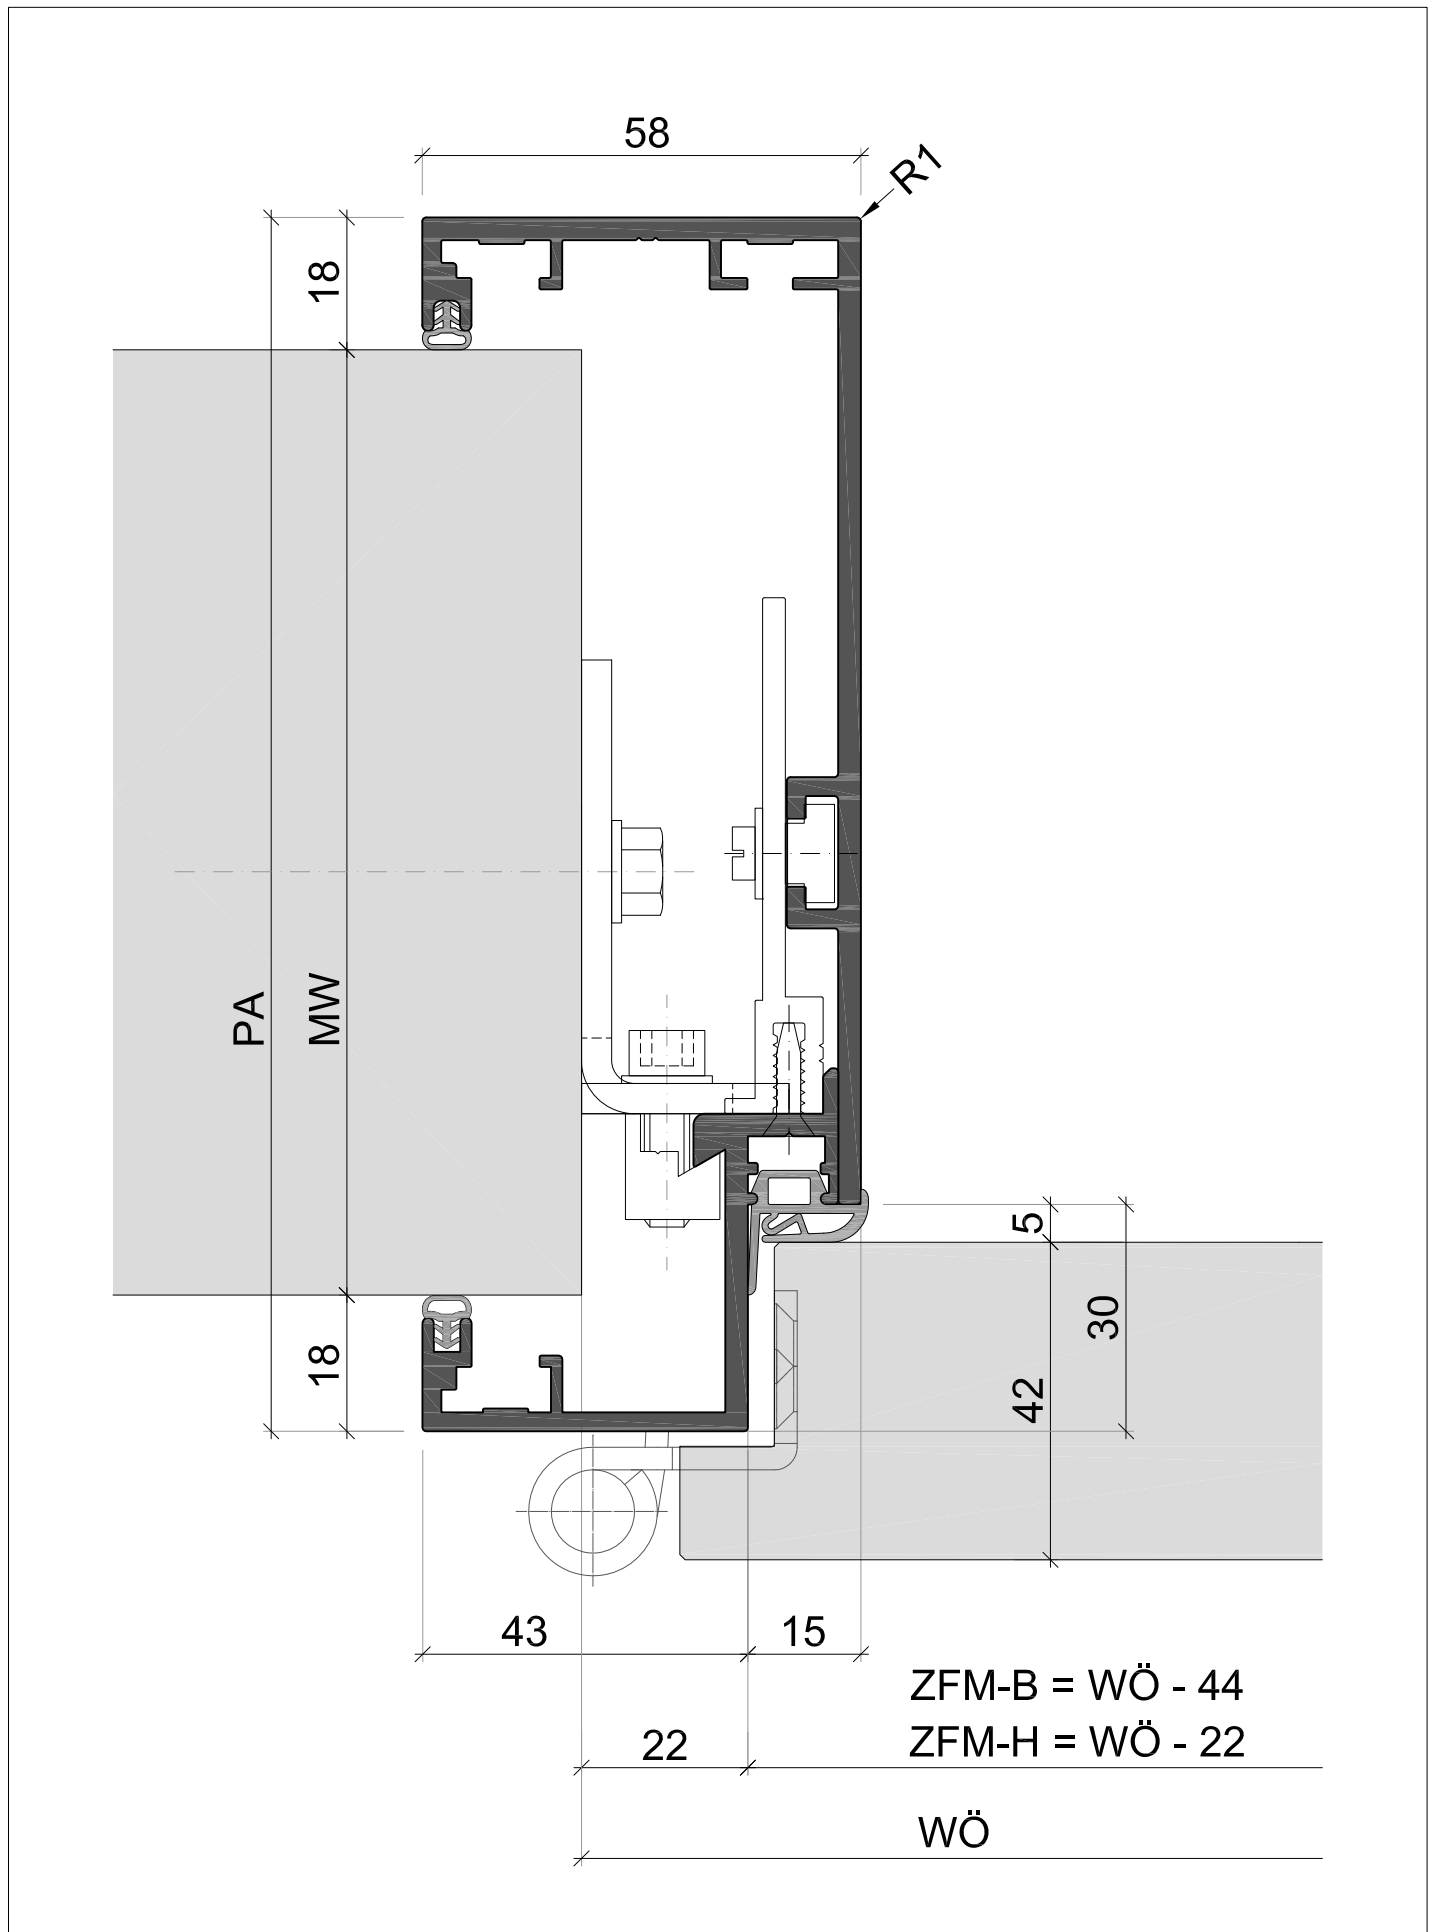 58
R1
18
PA
MW
5
30
18
42
43
15
ZFM-B = WÖ - 44
22
ZFM-H = WÖ - 22
WÖ